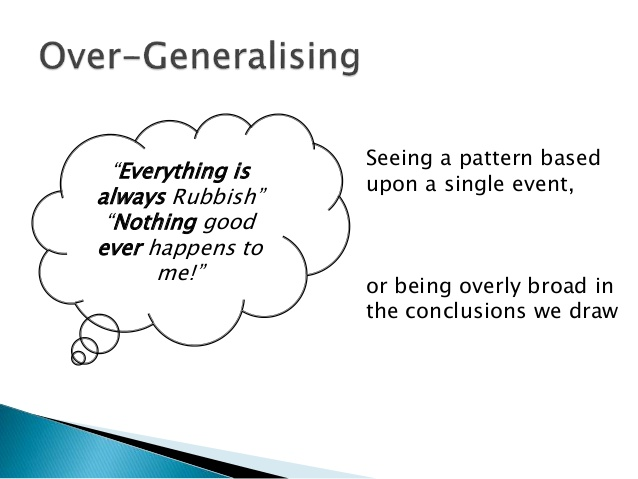 Over-Generalising
“Everything is
always Rubbish”
“Nothing good
ever happens to
me!”
Seeing a pattern based
upon a single event,
or being overly broad in
the conclusions we draw